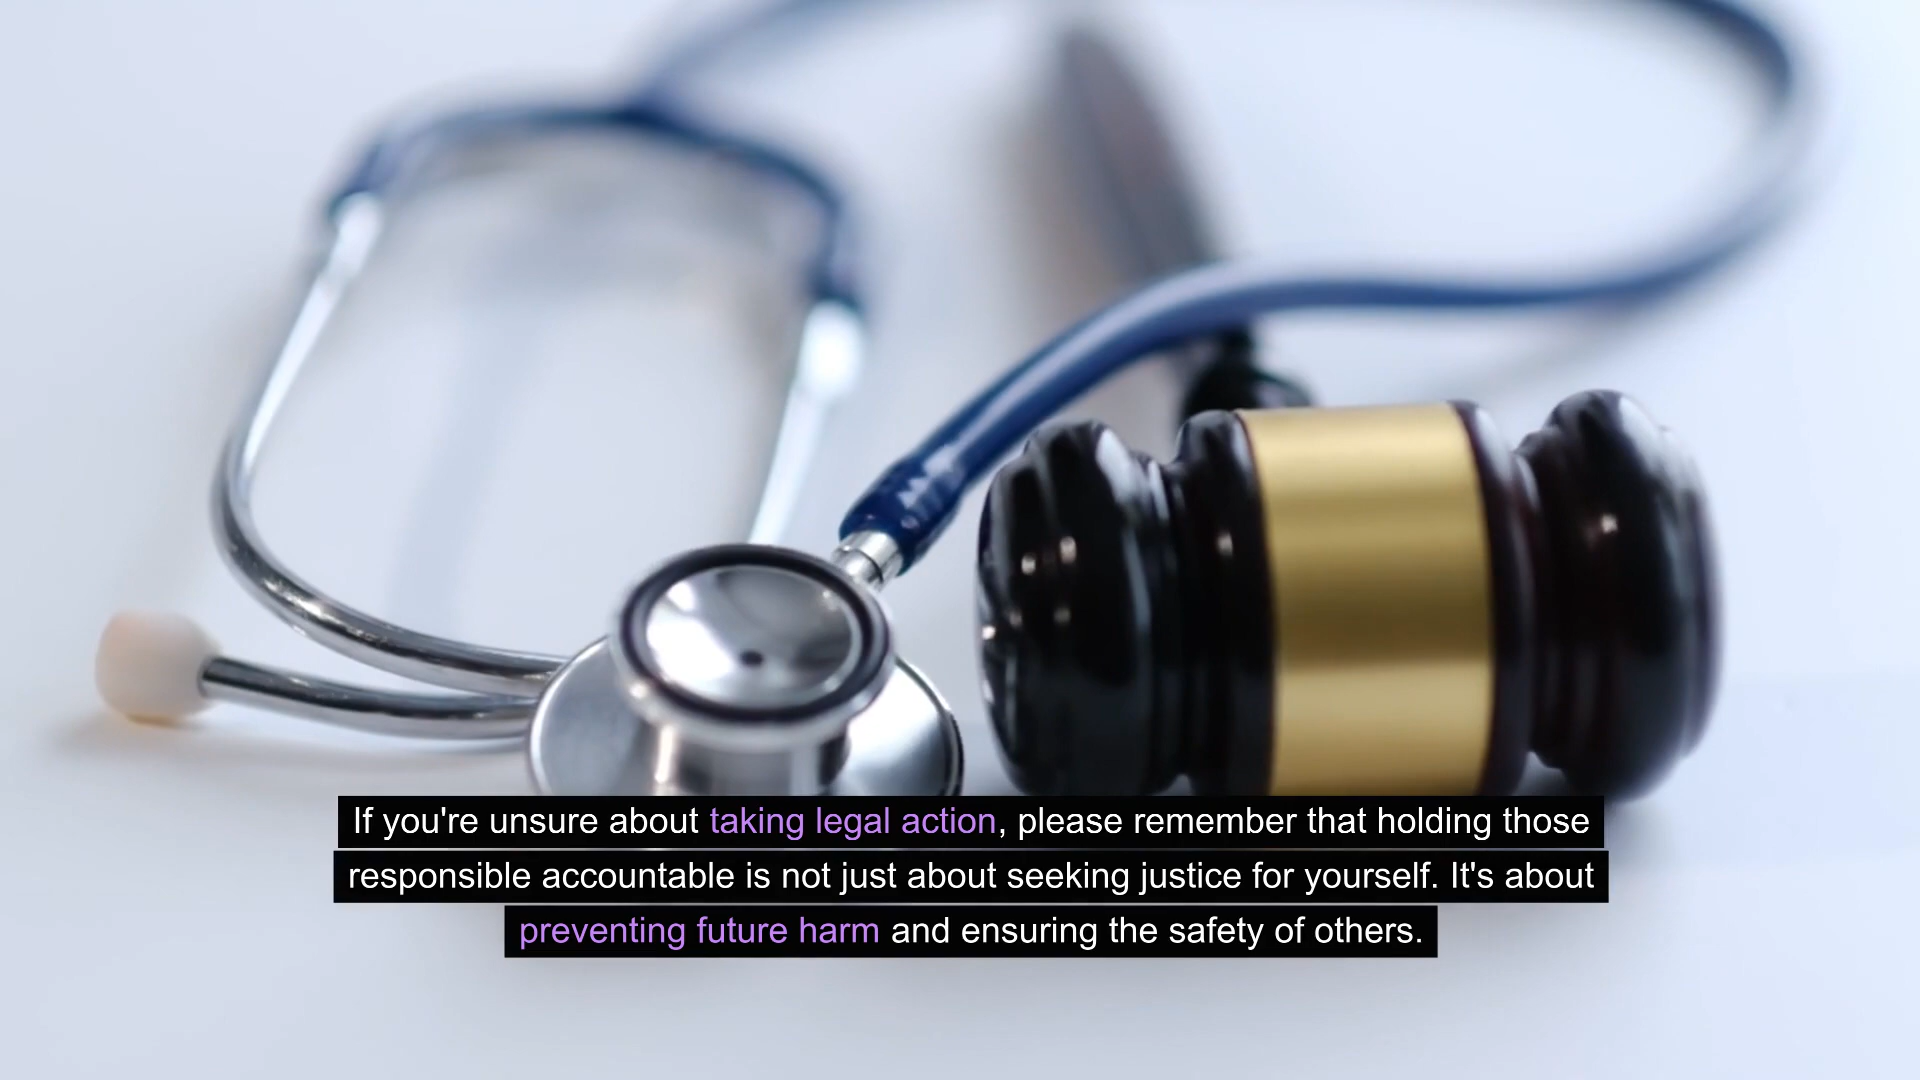 If you're unsure about taking legal action, please remember that holding those
responsible accountable is not just about seeking justice for yourself. It's about
preventing future harm and ensuring the safety of others.